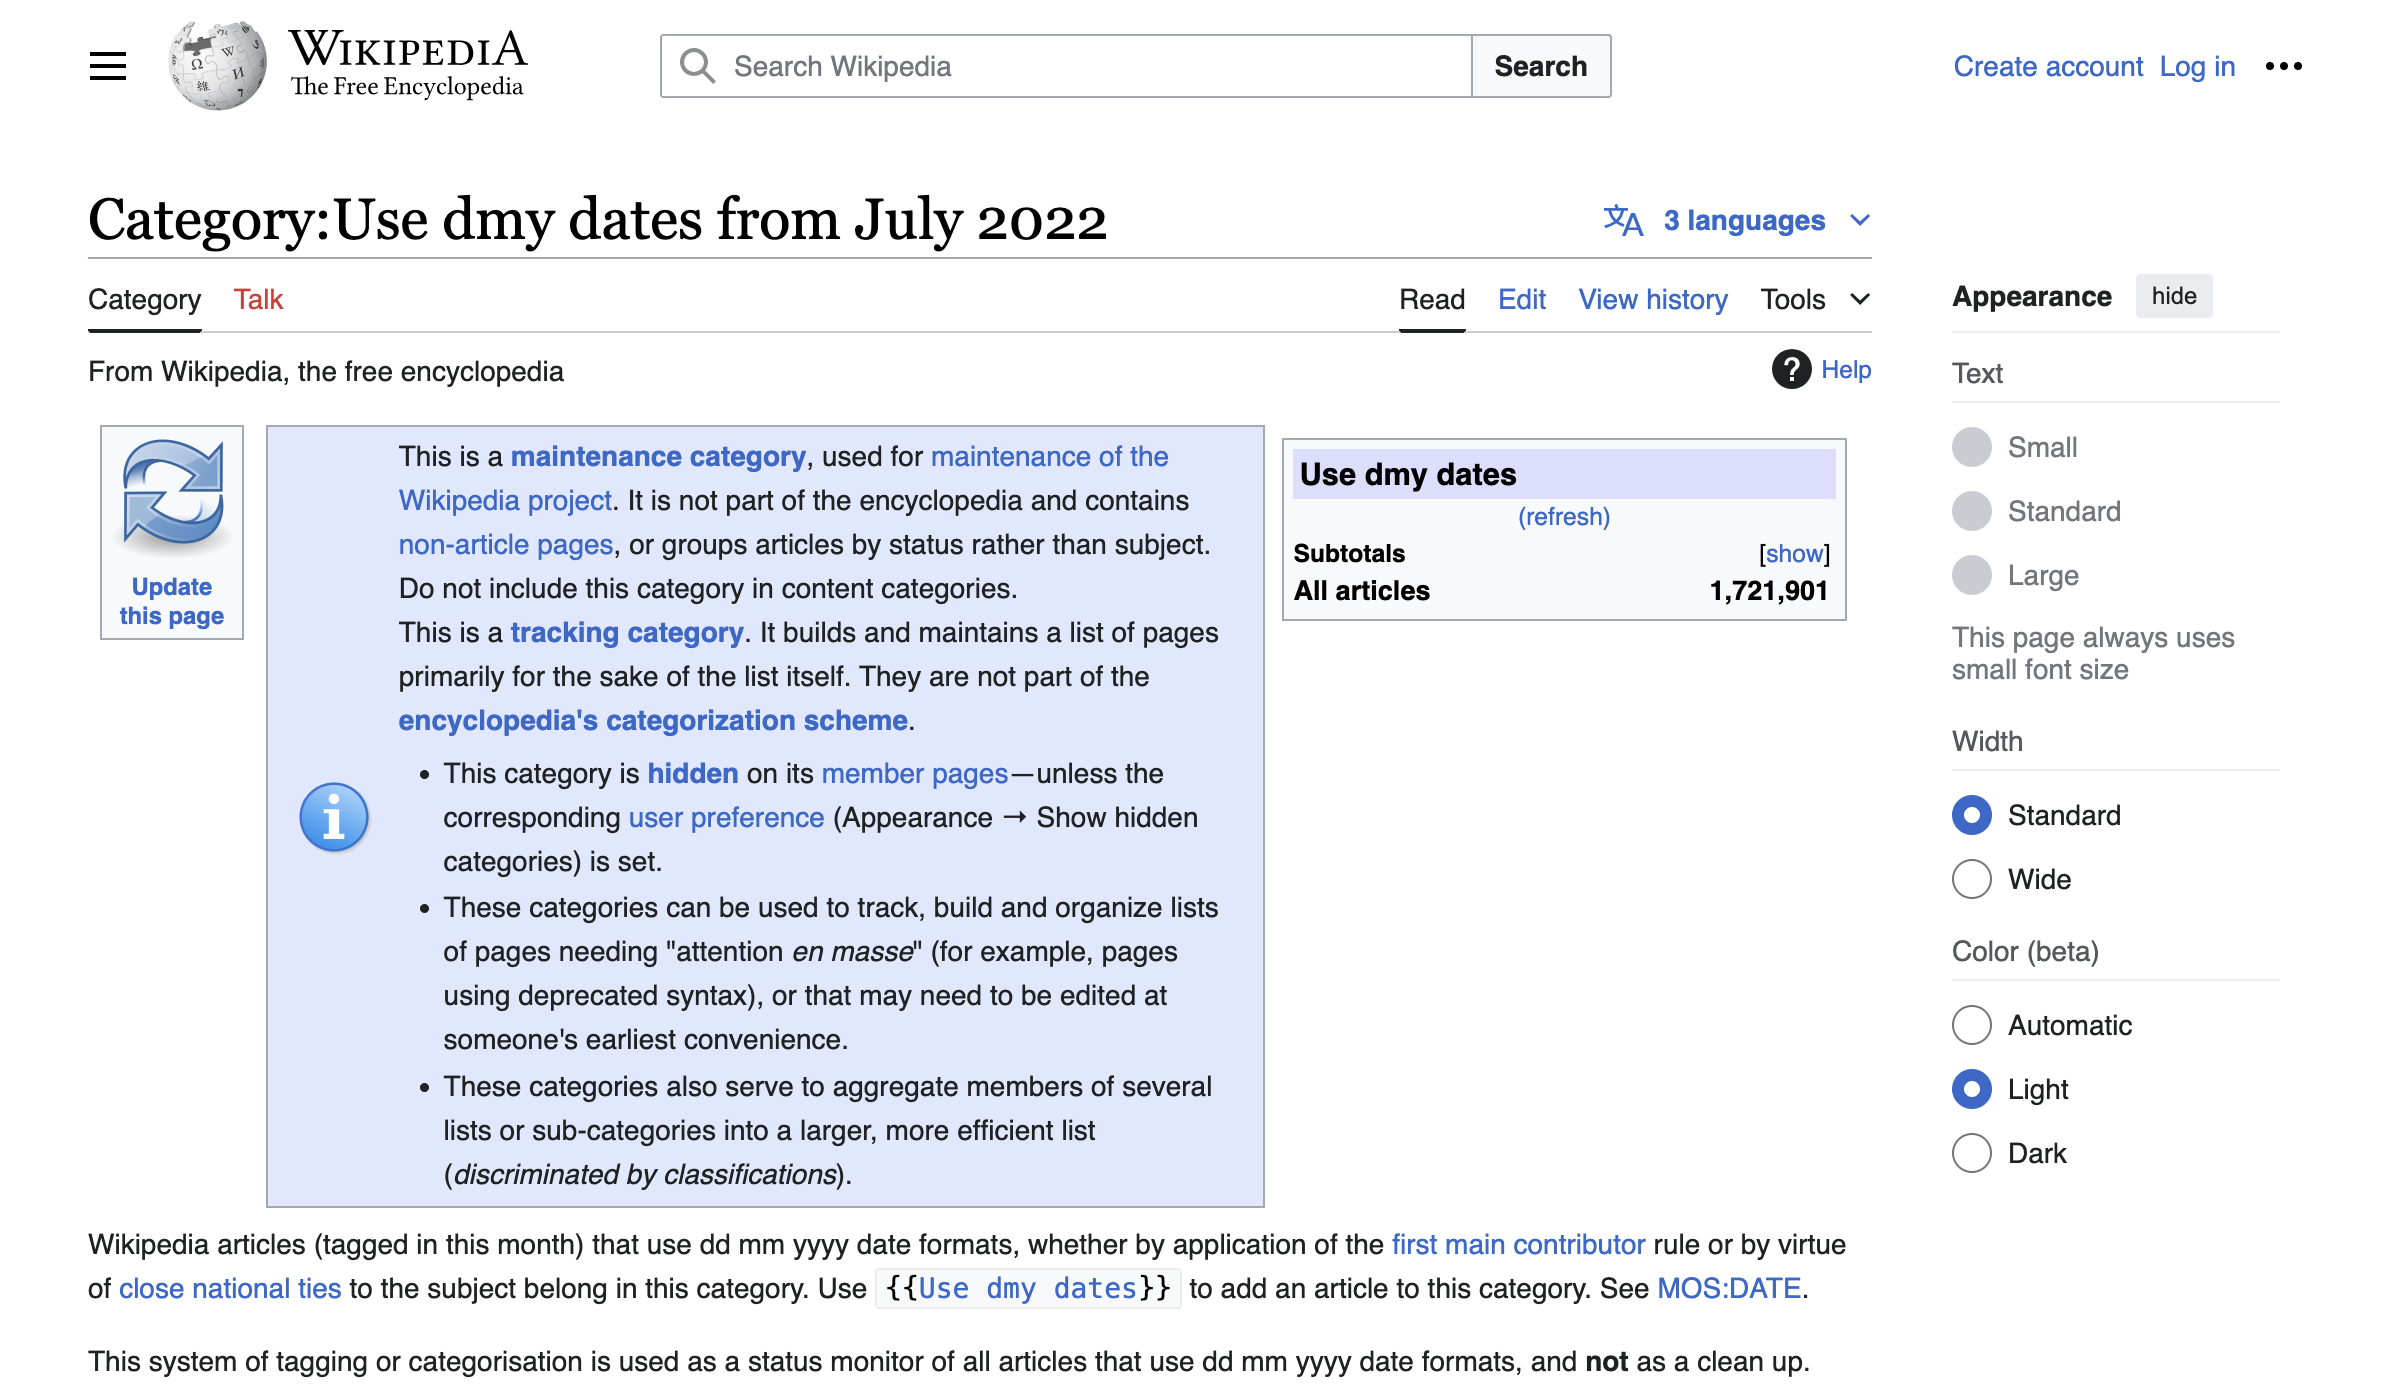 WIKIPEDIA
The Free Encyclopedia
Search Wikipedia
Search
Create account Log in
Category:Use dmy dates from July 2022
3 languages
Category Talk
Read Edit View history Tools
From Wikipedia, the free encyclopedia
Help
Update
this page
This is a maintenance category, used for maintenance of the
Wikipedia project. It is not part of the encyclopedia and contains
non-article pages, or groups articles by status rather than subject.
Do not include this category in content categories.
This is a tracking category. It builds and maintains a list of pages
primarily for the sake of the list itself. They are not part of the
encyclopedia's categorization scheme.
• This category is hidden on its member pages—unless the
corresponding user preference (Appearance → Show hidden
categories) is set.
• These categories can be used to track, build and organize lists
of pages needing "attention en masse" (for example, pages
using deprecated syntax), or that may need to be edited at
someone's earliest convenience.
• These categories also serve to aggregate members of several
lists or sub-categories into a larger, more efficient list
(discriminated by classifications).
Use dmy dates
(refresh)
Subtotals [show]
All articles 1,721,901
Wikipedia articles (tagged in this month) that use dd mm yyyy date formats, whether by application of the first main contributor rule or by virtue
of close national ties to the subject belong in this category. Use {{Use dmy dates}} to add an article to this category. See MOS:DATE.
This system of tagging or categorisation is used as a status monitor of all articles that use dd mm yyyy date formats, and not as a clean up.
Appearance hide
Text
Small
Standard
Large
This page always uses
small font size
Width
Standard
Wide
Color (beta)
Automatic
Light
Dark